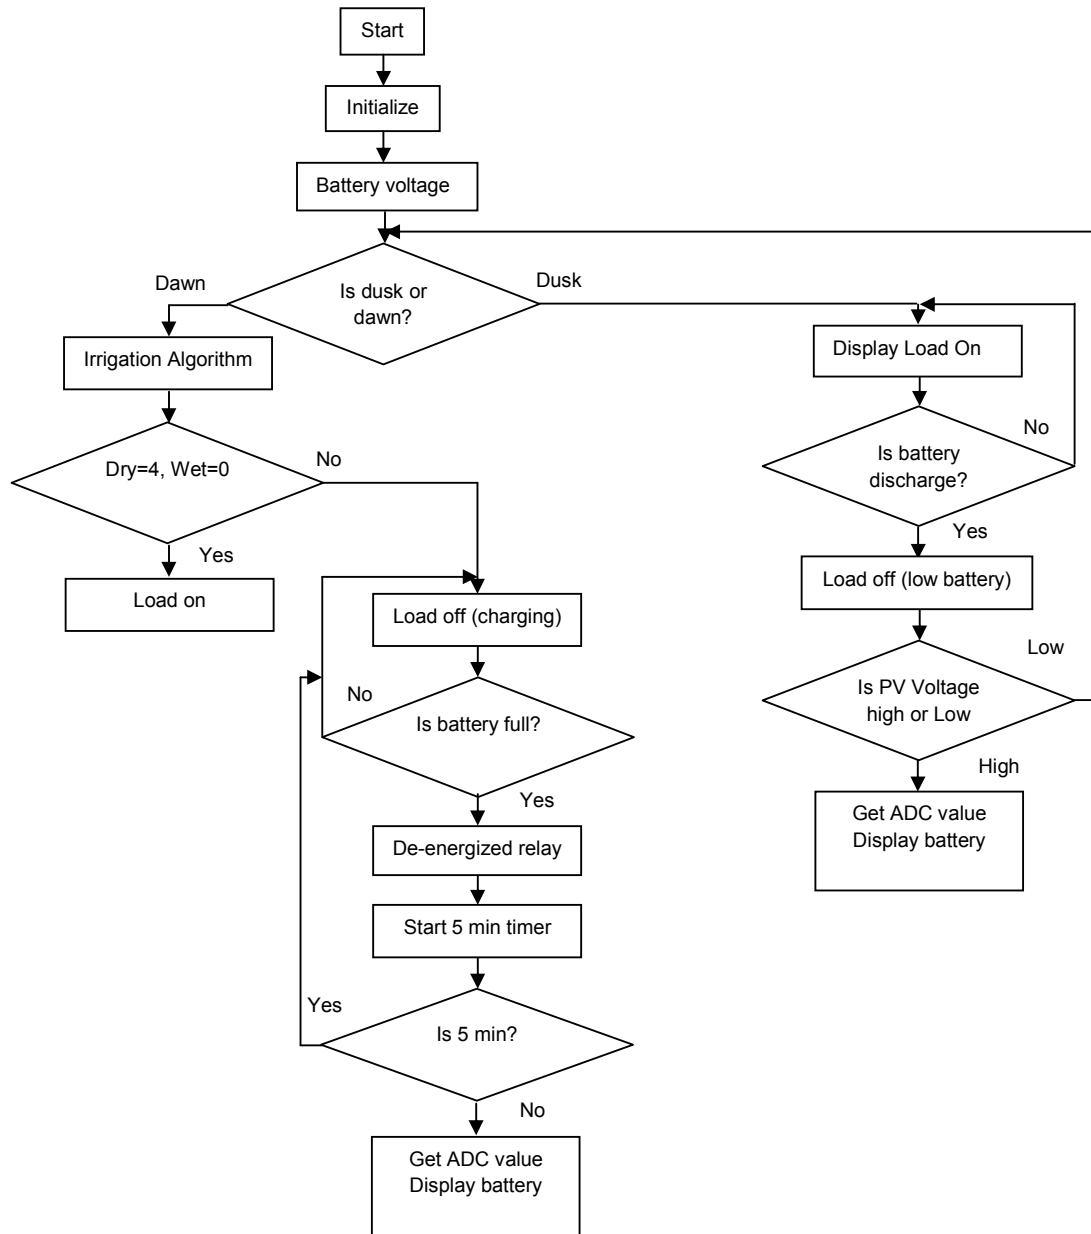 Start
Initialize
Battery voltage
Is dusk or
dawn?
Dawn
Dusk
Irrigation Algorithm
Dry=4, Wet=0
No
Yes
Load on
Load off (charging)
No
Is battery full?
Yes
De-energized relay
Start 5 min timer
Yes
Is 5 min?
No
Get ADC value
Display battery
Display Load On
No
Is battery
discharge?
Yes
Load off (low battery)
Low
Is PV Voltage
high or Low
High
Get ADC value
Display battery